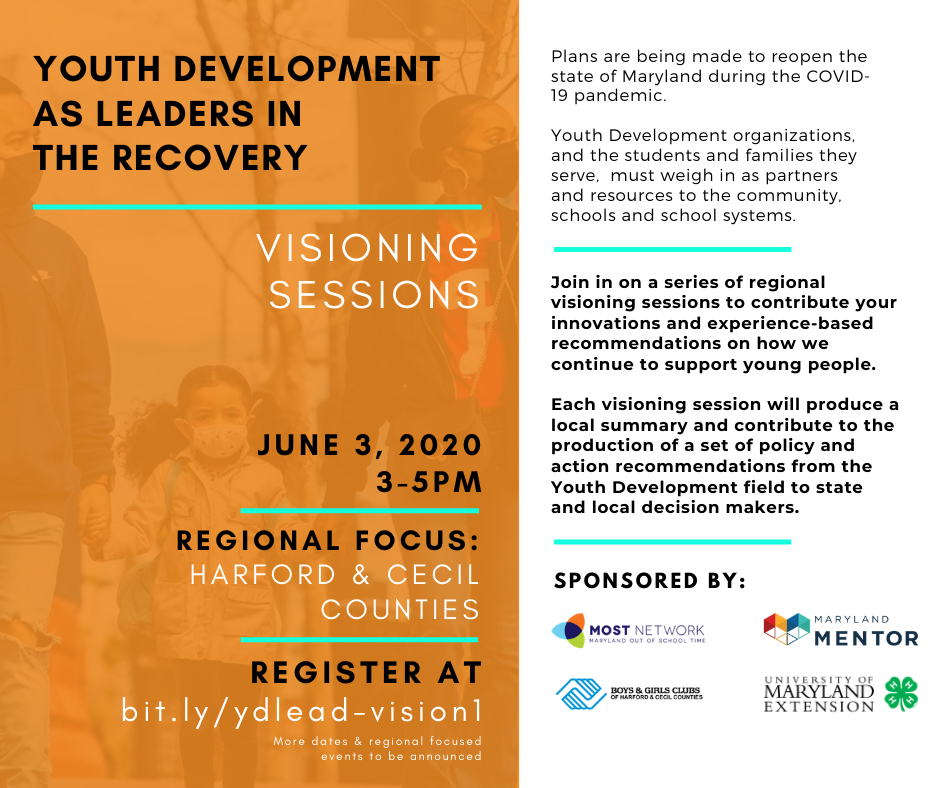 YOUTH DEVELOPMENT
AS LEADERS IN
THE RECOVERY
VISIONING
SESSIONS
JUNE 3, 2020
3-5PM
REGIONAL FOCUS:
HARFORD & CECIL
COUNTIES
REGISTER AT
bit.ly/ydlead-vision1
More dates & regional focused
events to be announced
Plans are being made to reopen the
state of Maryland during the COVID-
19 pandemic.
Youth Development organizations,
and the students and families they
serve,  must weigh in as partners
and resources to the community,
schools and school systems.
Join in on a series of regional
visioning sessions to contribute your
innovations and experience-based
recommendations on how we
continue to support young people.
Each visioning session will produce a
local summary and contribute to the
production of a set of policy and
action recommendations from the
Youth Development field to state
and local decision makers.
SPONSORED BY:
MOST NETWORK
MARYLAND OUT OF SCHOOL TIME
MARYLAND
MENTOR
BOYS & GIRLS CLUBS
OF HARFORD & CECIL COUNTIES
UNIVERSITY OF
MARYLAND
EXTENSION
H H H H